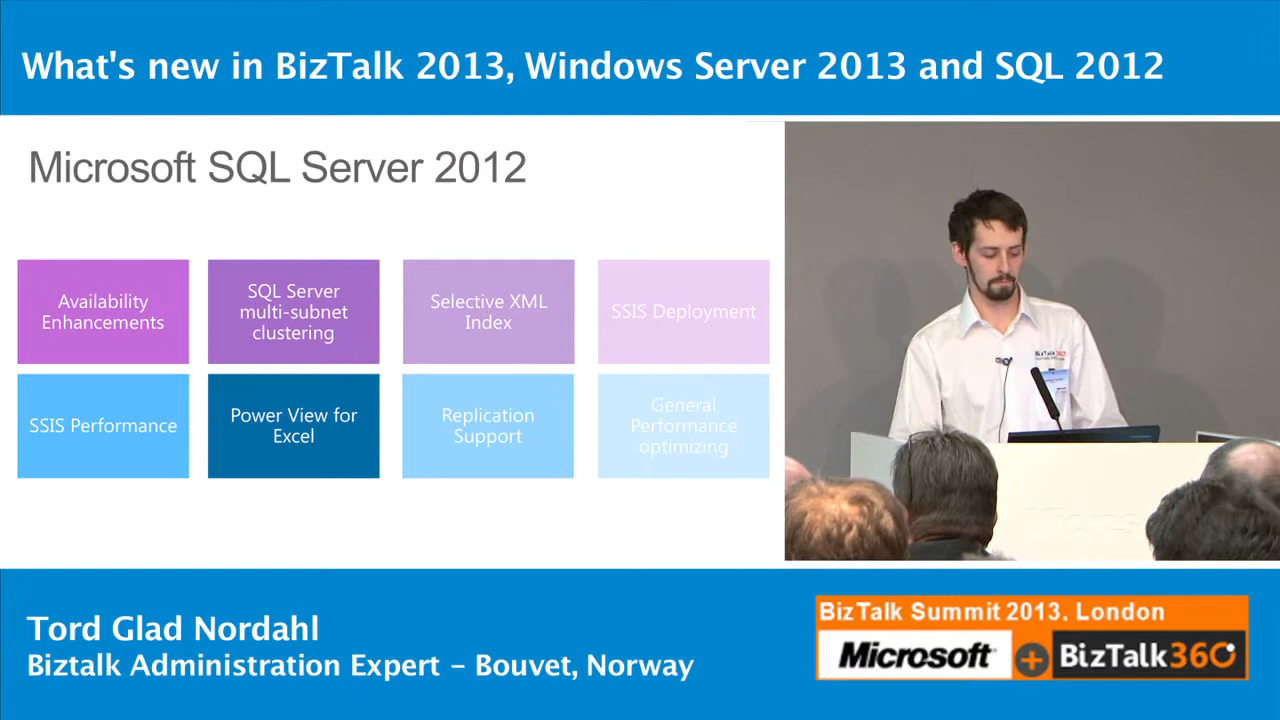 What's new in BizTalk 2013, Windows Server 2013 and SQL 2012
Microsoft SQL Server 2012
Availability
Enhancements
SQL Server
multi-subnet
clustering
Selective XML
Index
SSIS Deployment
SSIS Performance
Power View for
Excel
Replication
Support
General
Performance
optimizing
BizTalk360
Tord Glad Nordahl
Biztalk Administration Expert – Bouvet, Norway
BizTalk Summit 2013, London
Microsoft + BizTalk360